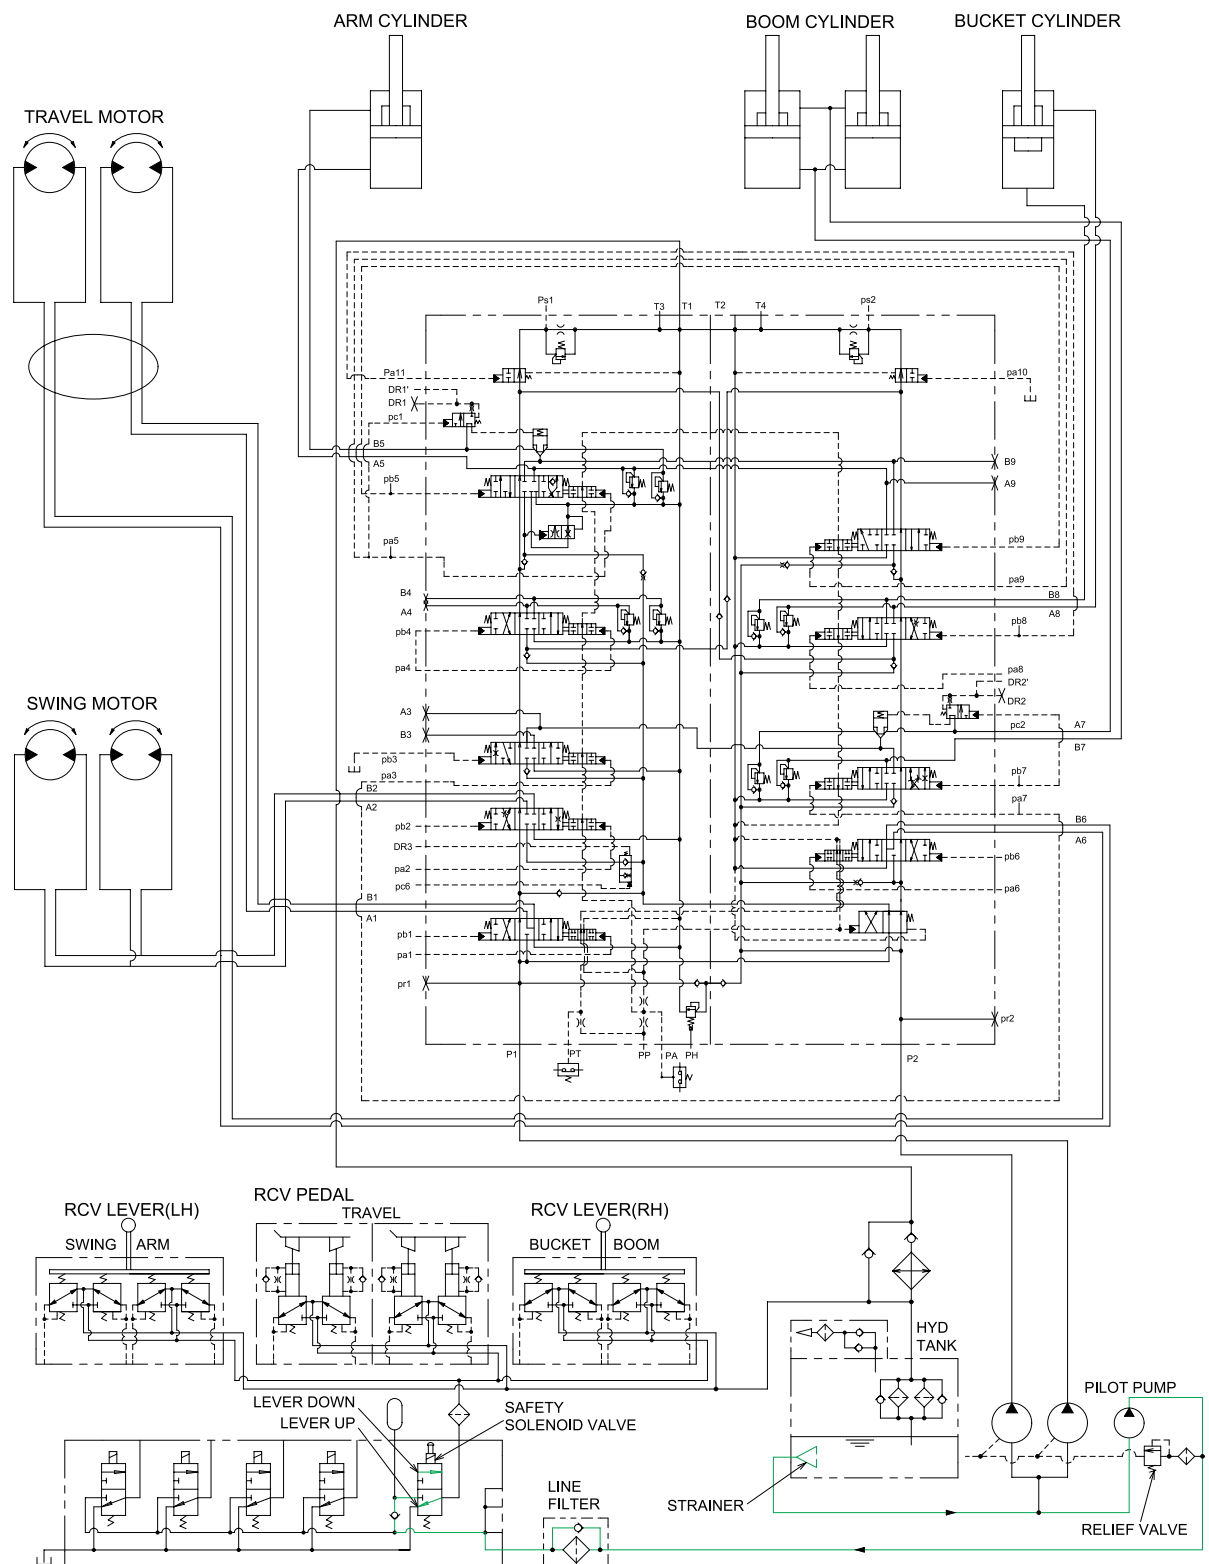 ARM CYLINDER
BOOM CYLINDER
BUCKET CYLINDER
TRAVEL MOTOR
Ps1
T3
T1
T2
T4
ps2
Pa11
pa10
DR1'
DR1
pc1
B5
A5
B9
A9
pb5
pa5
pb9
pa9
B4
A4
B8
A8
pb4
pb8
pa4
pa8
DR2'
DR2
SWING MOTOR
A3
B3
pc2
A7
B7
pb3
pa3
pb7
pa7
B2
A2
pb2
B6
A6
DR3
pa2
pc6
pb6
pa6
B1
A1
pb1
pa1
pr1
pr2
P1
PT
PP
PA
PH
P2
RCV LEVER(LH)
RCV PEDAL
TRAVEL
RCV LEVER(RH)
SWING
ARM
BUCKET
BOOM
HYD
TANK
PILOT PUMP
LEVER DOWN
LEVER UP
SAFETY
SOLENOID VALVE
LINE
FILTER
STRAINER
RELIEF VALVE